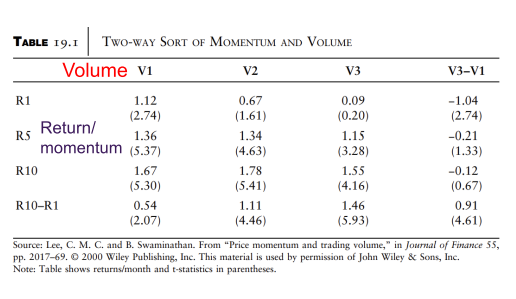 TABLE 19.1 TWO-WAY SORT OF MOMENTUM AND VOLUME
Volume V1 V2 V3 V3–V1
R1 1.12 0.67 0.09 –1.04
(2.74) (1.61) (0.20) (2.74)
R5 Return/ 1.36 1.34 1.15 –0.21
momentum (5.37) (4.63) (3.28) (1.33)
R10 1.67 1.78 1.55 –0.12
(5.30) (5.41) (4.16) (0.67)
R10–R1 0.54 1.11 1.46 0.91
(2.07) (4.46) (5.93) (4.61)
Source: Lee, C. M. C. and B. Swaminathan. From “Price momentum and trading volume,” in Journal of Finance 55,
pp. 2017–69. © 2000 Wiley Publishing, Inc. This material is used by permission of John Wiley & Sons, Inc.
Note: Table shows returns/month and t-statistics in parentheses.